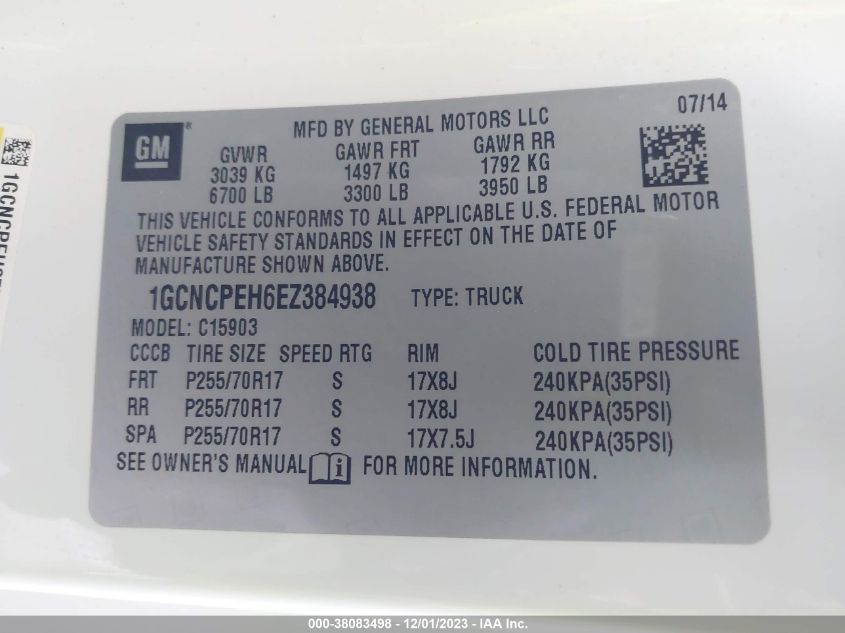 07/14
MFD BY GENERAL MOTORS LLC
GM
®
GVWR GAWR FRT GAWR RR
3039 KG 1497 KG 1792 KG
6700 LB 3300 LB 3950 LB
THIS VEHICLE CONFORMS TO ALL APPLICABLE U.S. FEDERAL MOTOR
VEHICLE SAFETY STANDARDS IN EFFECT ON THE DATE OF
MANUFACTURE SHOWN ABOVE.
1GCNCPEH6EZ384938 TYPE: TRUCK
MODEL: C15903
CCCB TIRE SIZE SPEED RTG RIM COLD TIRE PRESSURE
FRT P255/70R17 S 17X8J 240KPA(35PSI)
RR P255/70R17 S 17X8J 240KPA(35PSI)
SPA P255/70R17 S 17X7.5J 240KPA(35PSI)
SEE OWNER'S MANUAL i FOR MORE INFORMATION.
000-38083498 - 12/01/2023 - IAA Inc.